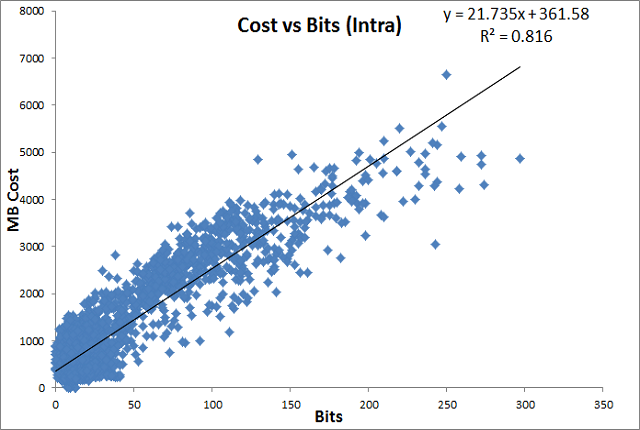 Cost vs Bits (Intra)
y = 21.735x + 361.58
R² = 0.816
MB Cost
8000
7000
6000
5000
4000
3000
2000
1000
0
0 50 100 150 200 250 300 350
Bits